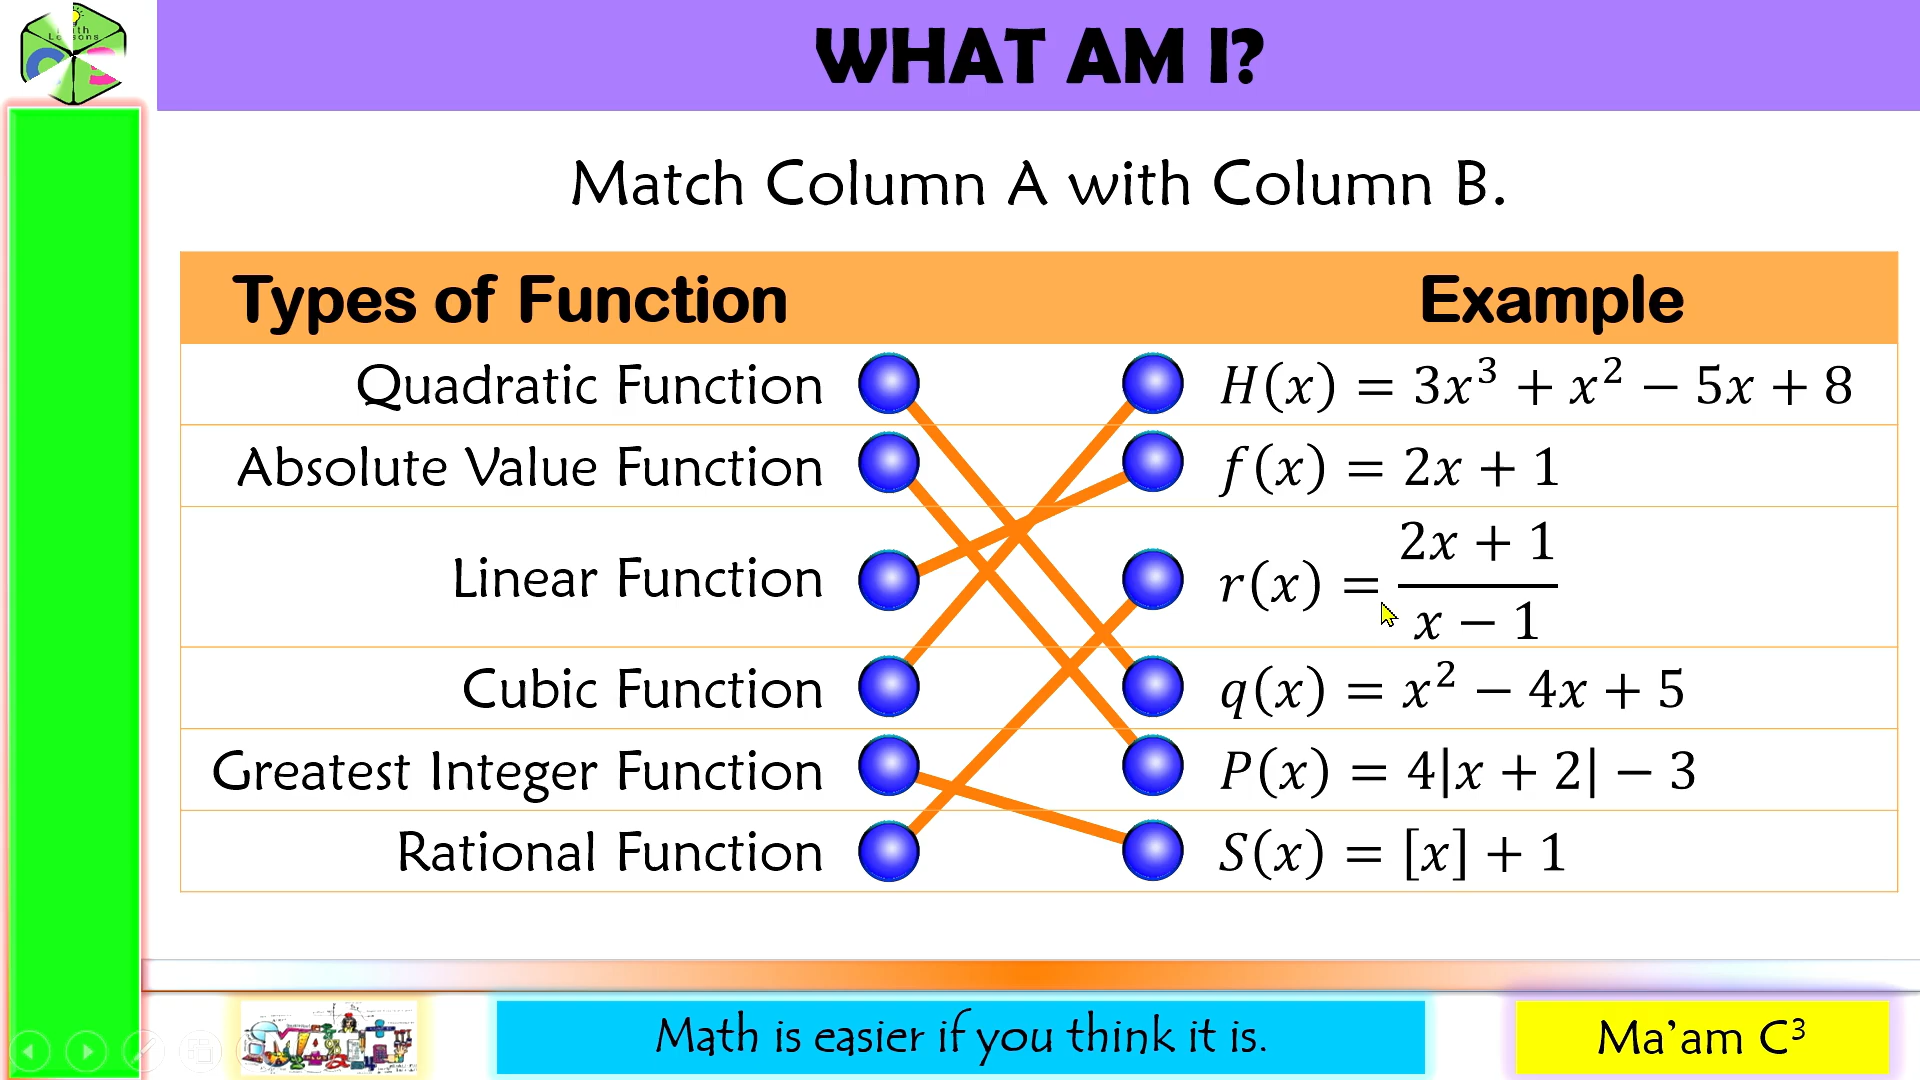 WHAT AM I?
Match Column A with Column B.
Types of Function Example
Quadratic Function H(x) = 3x³ + x² − 5x + 8
Absolute Value Function f(x) = 2x + 1
Linear Function r(x) = (2x + 1)/(x − 1)
Cubic Function q(x) = x² − 4x + 5
Greatest Integer Function P(x) = 4|x + 2| − 3
Rational Function S(x) = [x] + 1
MATH
Math is easier if you think it is.
Ma’am C³